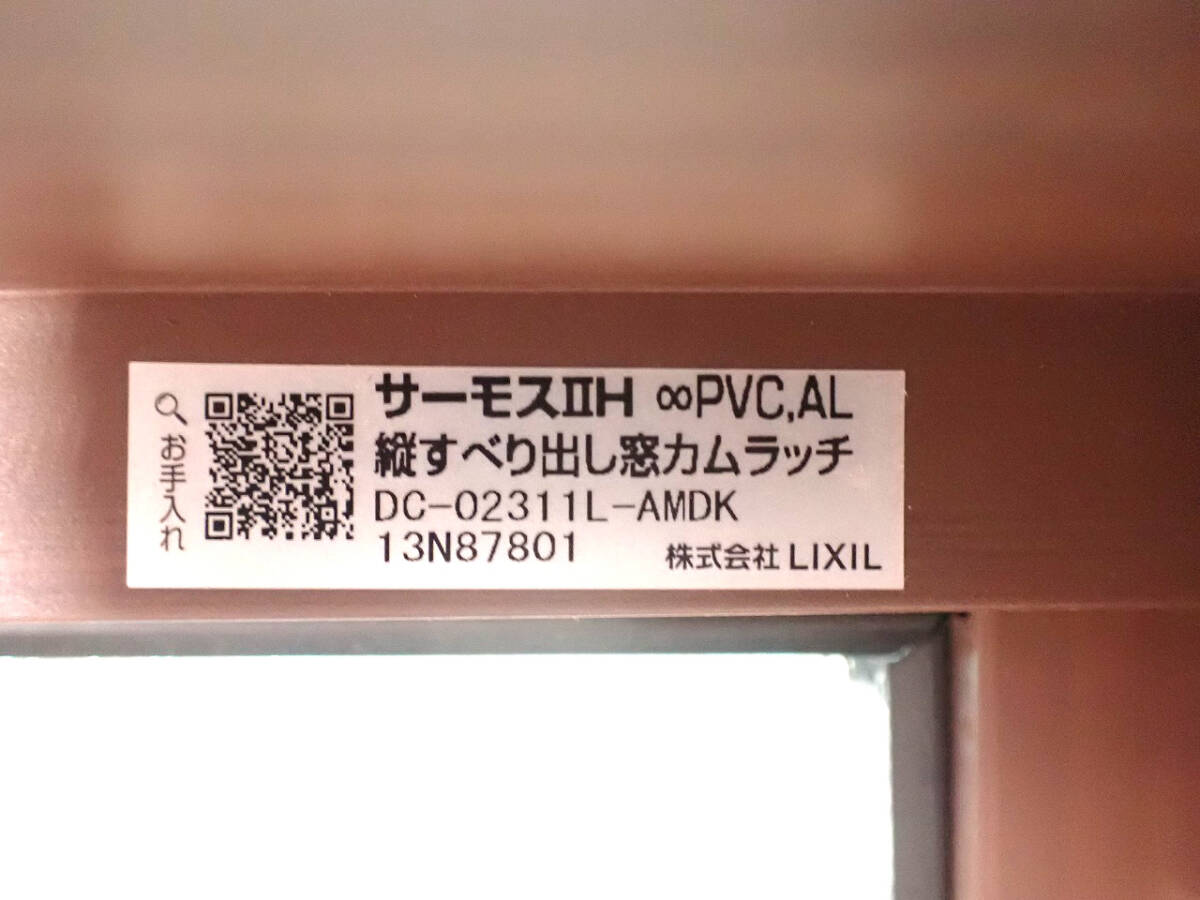 お手入れ
サーモスⅡH ∞PVC,AL
縦すべり出し窓カムラッチ
DC-02311L-AMDK
13N87801 株式会社 LIXIL